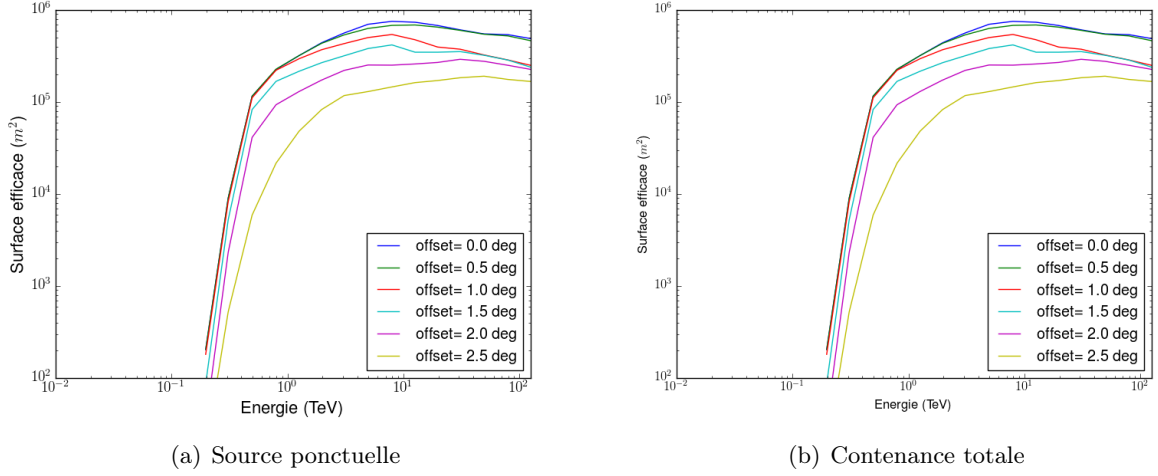 10^6
10^5
10^4
10^3
10^2
Surface efficace (m^2)
offset= 0.0 deg
offset= 0.5 deg
offset= 1.0 deg
offset= 1.5 deg
offset= 2.0 deg
offset= 2.5 deg
10^-2 10^-1 10^0 10^1 10^2
Energie (TeV)
(a) Source ponctuelle
10^6
10^5
10^4
10^3
10^2
Surface efficace (m^2)
offset= 0.0 deg
offset= 0.5 deg
offset= 1.0 deg
offset= 1.5 deg
offset= 2.0 deg
offset= 2.5 deg
10^-2 10^-1 10^0 10^1 10^2
Energie (TeV)
(b) Contenance totale